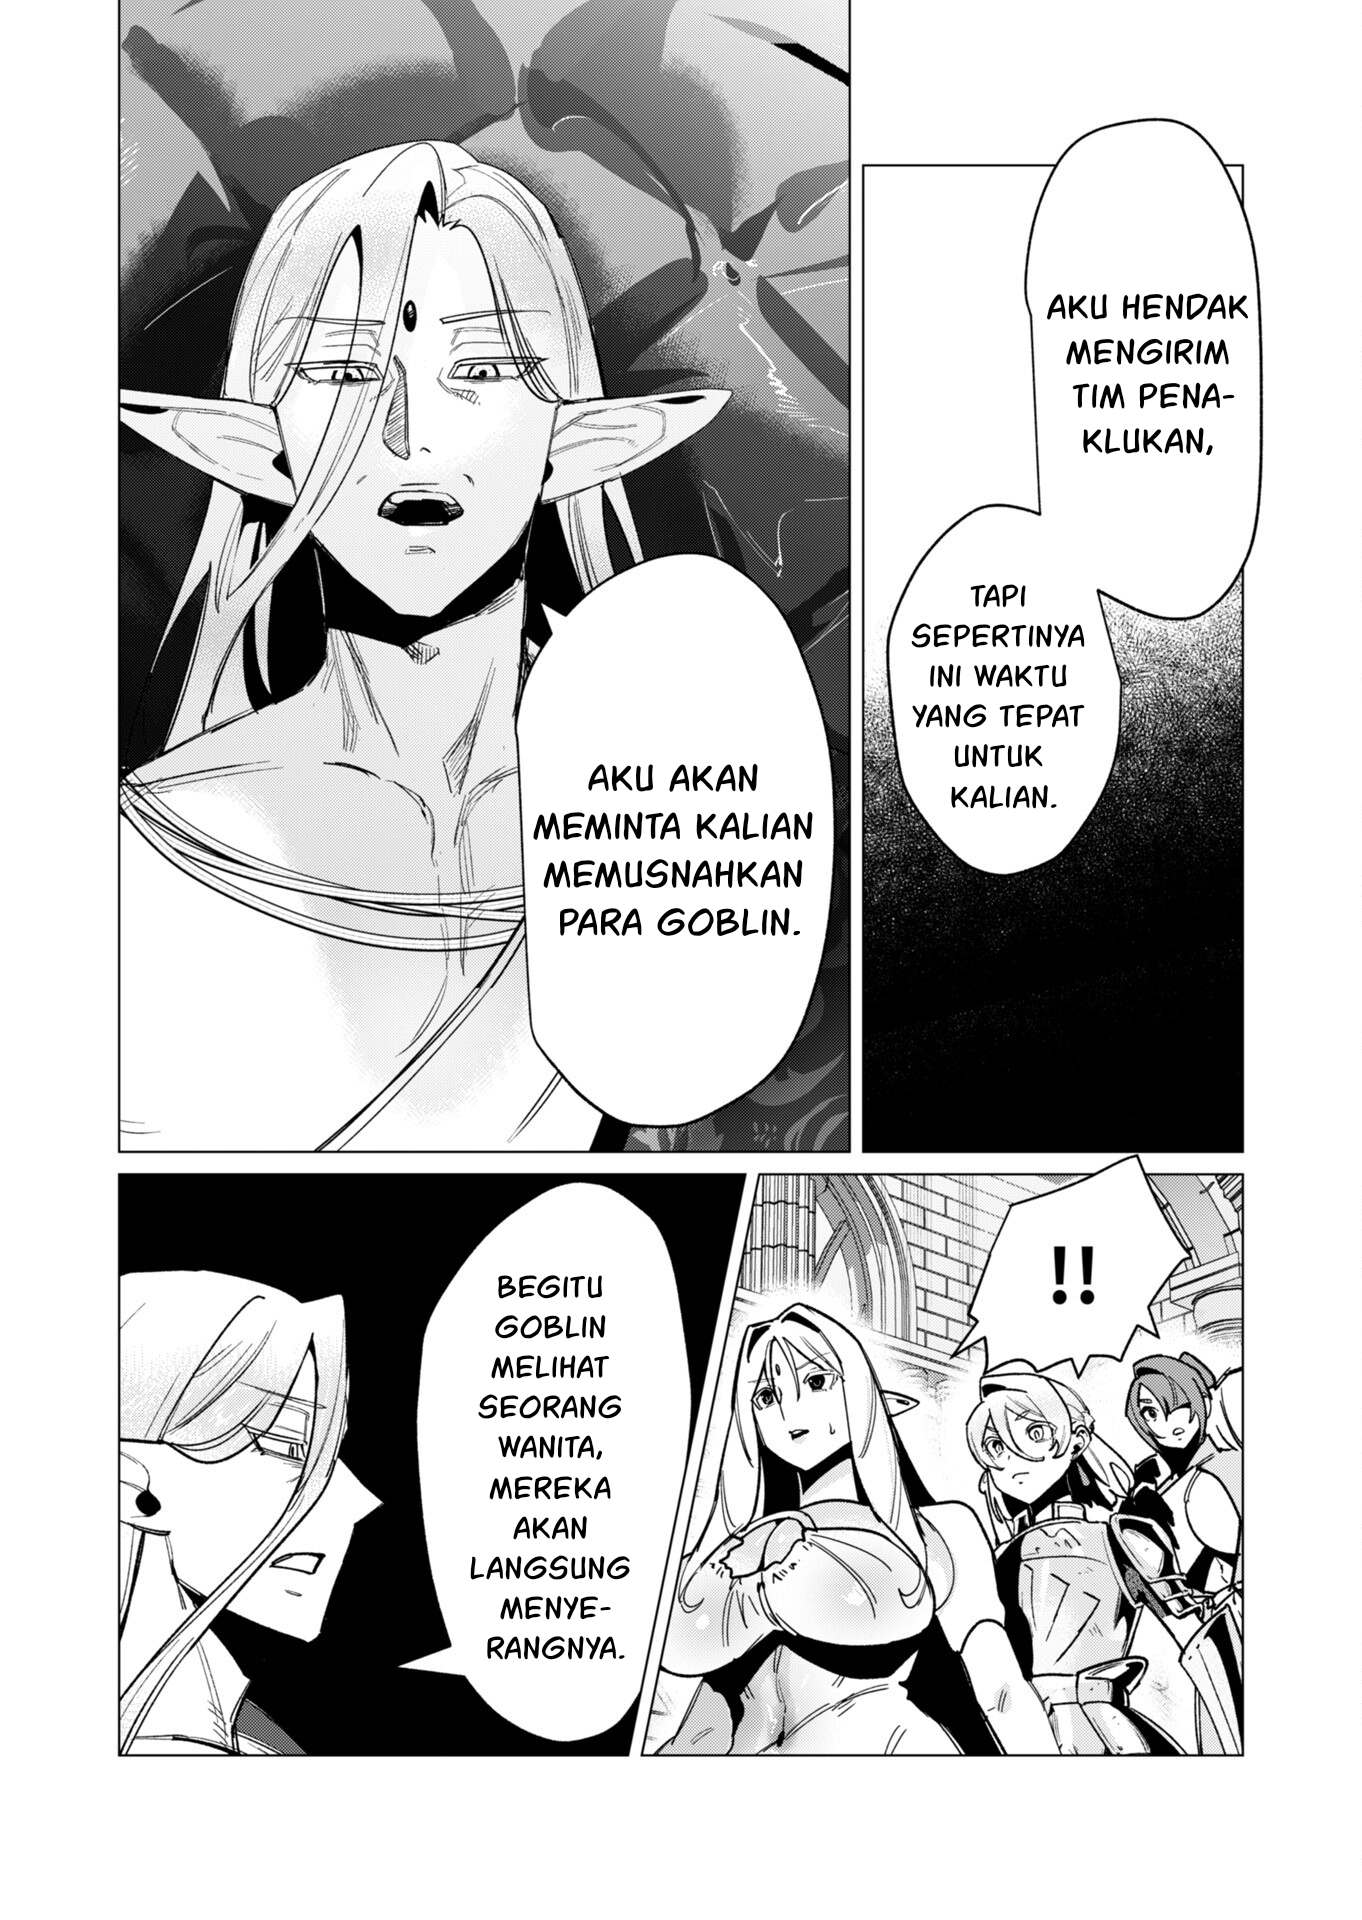 AKU HENDAK
MENGIRIM
TIM PENA-
KLUKAN,
TAPI
SEPERTINYA
INI WAKTU
YANG TEPAT
UNTUK
KALIAN.
AKU AKAN
MEMINTA KALIAN
MEMUSNAHKAN
PARA GOBLIN.
!!
BEGITU
GOBLIN
MELIHAT
SEORANG
WANITA,
MEREKA
AKAN
LANGSUNG
MENYE-
RANGNYA.